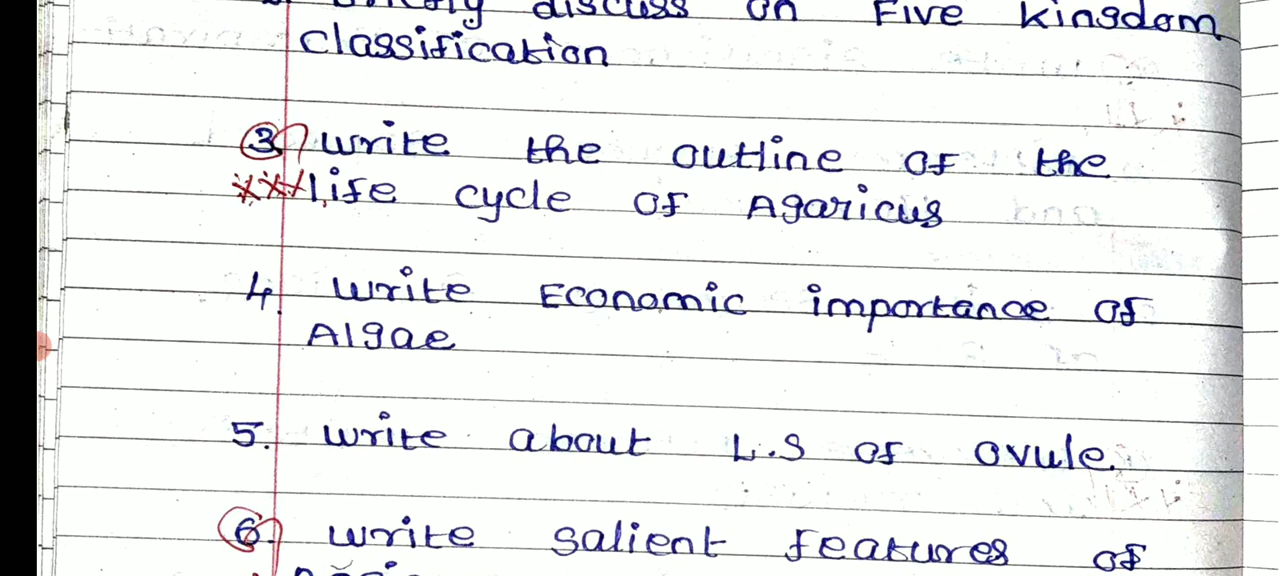 discuss on Five kingdom
classification
3. write the outline of the
xxx life cycle of Agaricus
4. write Economic importance of
Algae
5. write about L.S of ovule.
6. write salient features of